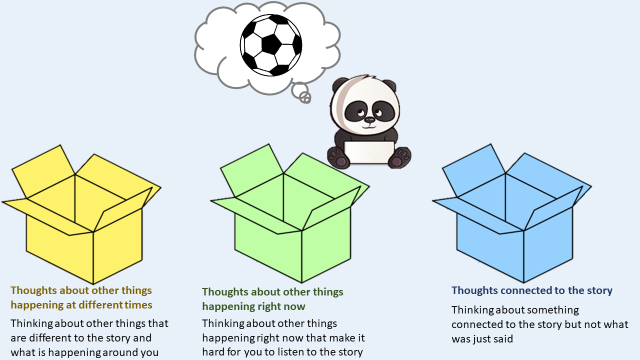 Thoughts about other things
happening at different times
Thinking about other things that
are different to the story and
what is happening around you
Thoughts about other things
happening right now
Thinking about other things
happening right now that make it
hard for you to listen to the story
Thoughts connected to the story
Thinking about something
connected to the story but not what
was just said